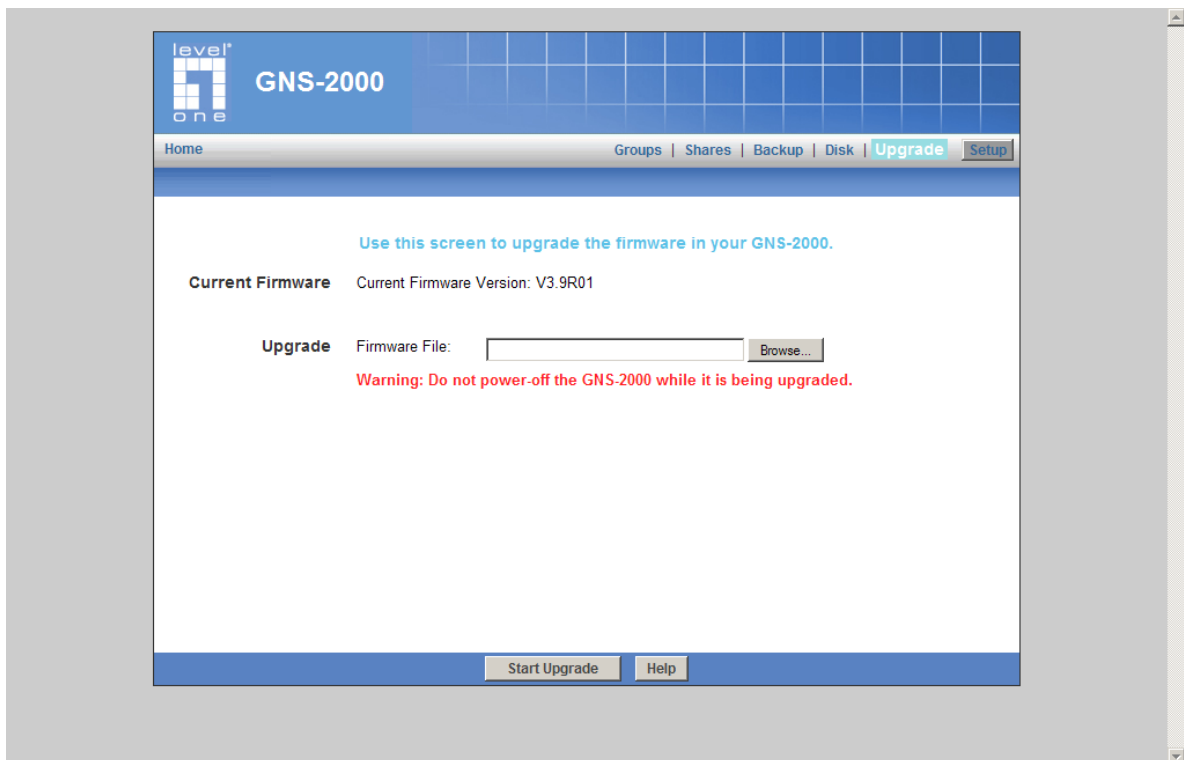 level
one
GNS-2000
Home
Groups | Shares | Backup | Disk | Upgrade Setup
Use this screen to upgrade the firmware in your GNS-2000.
Current Firmware Current Firmware Version: V3.9R01
Upgrade Firmware File: Browse...
Warning: Do not power-off the GNS-2000 while it is being upgraded.
Start Upgrade Help